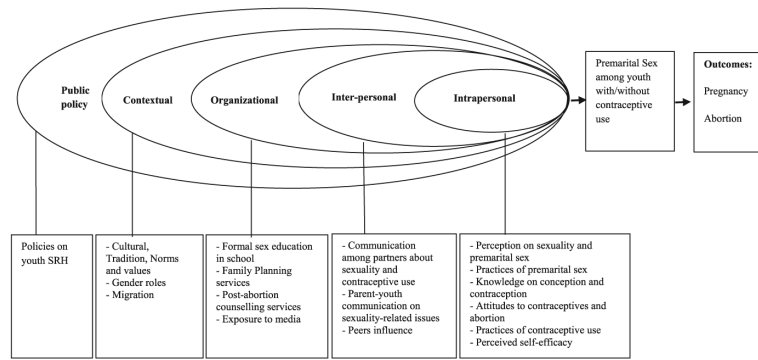 Public
policy
Contextual
Organizational
Inter-personal
Intrapersonal
Premarital Sex
among youth
with/without
contraceptive
use
Outcomes:
Pregnancy
Abortion
Policies on
youth SRH
- Cultural,
Tradition, Norms
and values
- Gender roles
- Migration
- Formal sex education
in school
- Family Planning
services
- Post-abortion
counselling services
- Exposure to media
- Communication
among partners about
sexuality and
contraceptive use
- Parent-youth
communication on
sexuality-related issues
- Peers influence
- Perception on sexuality and
premarital sex
- Practices of premarital sex
- Knowledge on conception and
contraception
- Attitudes to contraceptives and
abortion
- Practices of contraceptive use
- Perceived self-efficacy